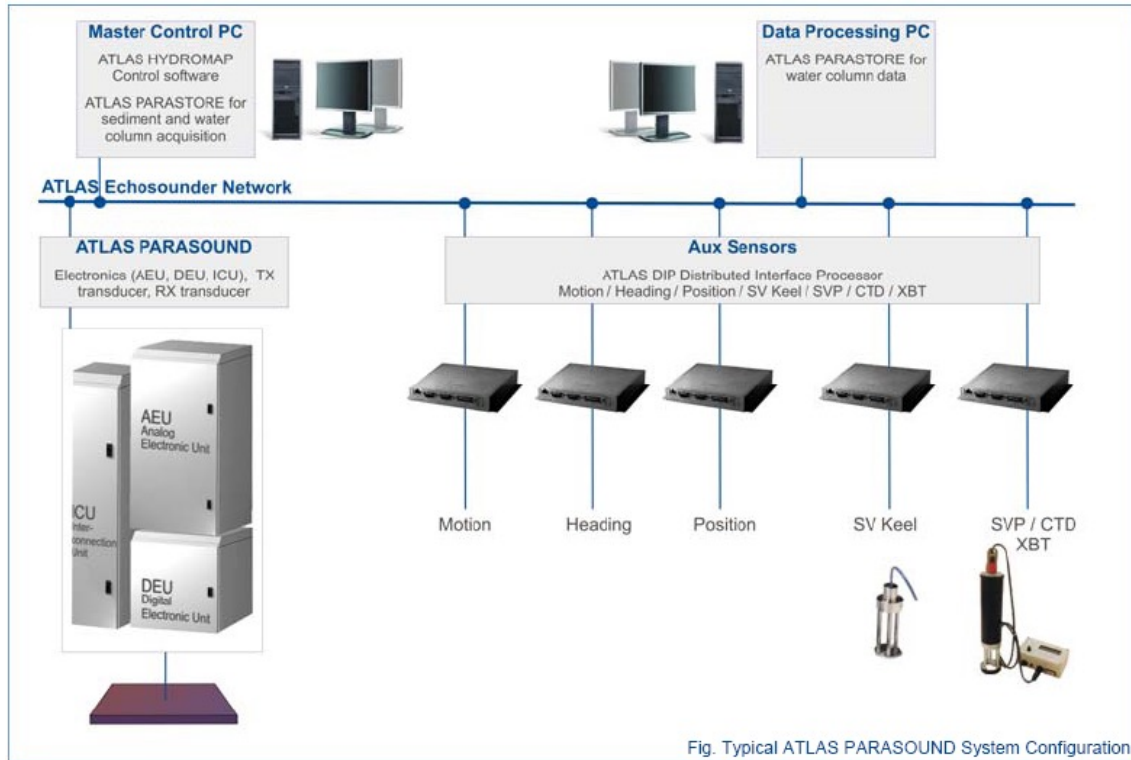 Master Control PC
ATLAS HYDROMAP
Control software
ATLAS PARASTORE for
sediment and water
column acquisition
Data Processing PC
ATLAS PARASTORE for
water column data
ATLAS Echosounder Network
ATLAS PARASOUND
Electronics (AEU, DEU, ICU), TX
transducer, RX transducer
Aux Sensors
ATLAS DIP Distributed Interface Processor
Motion / Heading / Position / SV Keel / SVP / CTD / XBT
AEU
Analog
Electronic Unit
ICU
Inter-
connection
Unit
DEU
Digital
Electronic Unit
Motion
Heading
Position
SV Keel
SVP / CTD
XBT
Fig. Typical ATLAS PARASOUND System Configuration